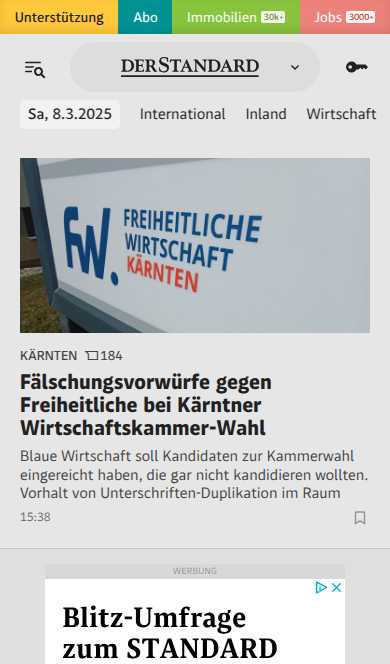 Unterstützung Abo Immobilien 30k+ Jobs 3000+
DERSTANDARD
Sa, 8.3.2025 International Inland Wirtschaft
fw. FREIHEITLICHE
WIRTSCHAFT
KÄRNTEN
KÄRNTEN 184
Fälschungsvorwürfe gegen
Freiheitliche bei Kärntner
Wirtschaftskammer-Wahl
Blaue Wirtschaft soll Kandidaten zur Kammerwahl
eingereicht haben, die gar nicht kandidieren wollten.
Vorhalt von Unterschriften-Duplikation im Raum
15:38
WERBUNG
Blitz-Umfrage
zum STANDARD